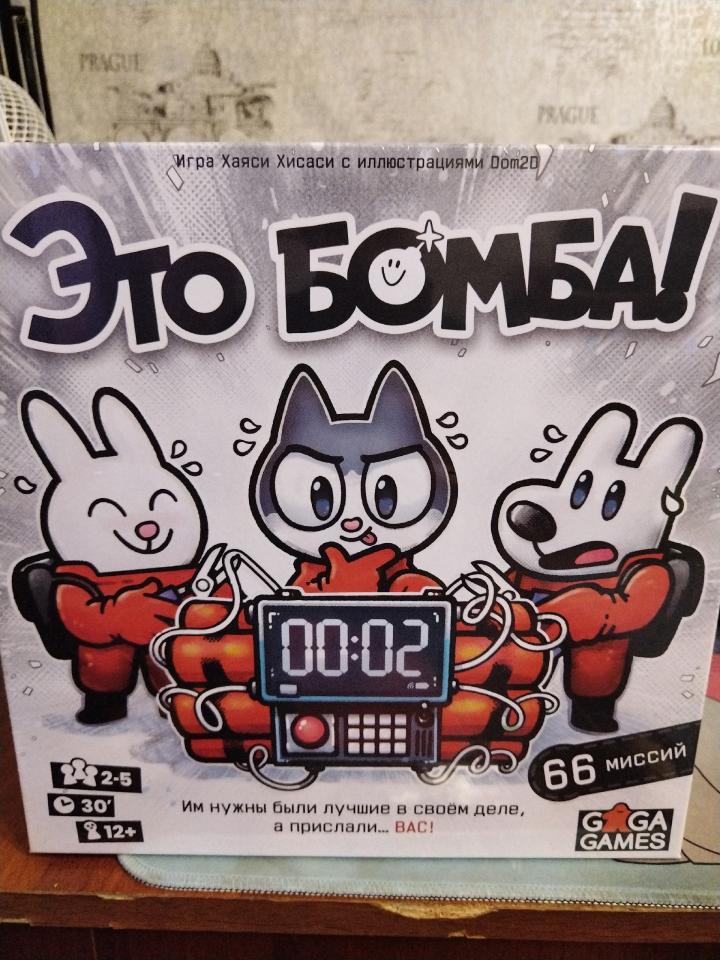 PRAGUE
PRAGUE
Игра Хаяси Хисаси с иллюстрациями Dom2D
Это БОМБА!
00:02
66 миссий
2-5
30'
12+
Им нужны были лучшие в своём деле,
а прислали... ВАС!
GAGA
GAMES